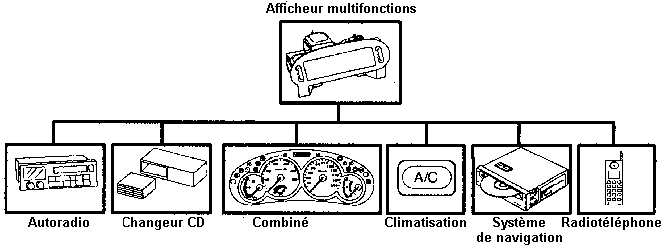 Afficheur multifonctions
A/C
Autoradio
Changeur CD
Combiné
Climatisation
Système
de navigation
Radiotéléphone